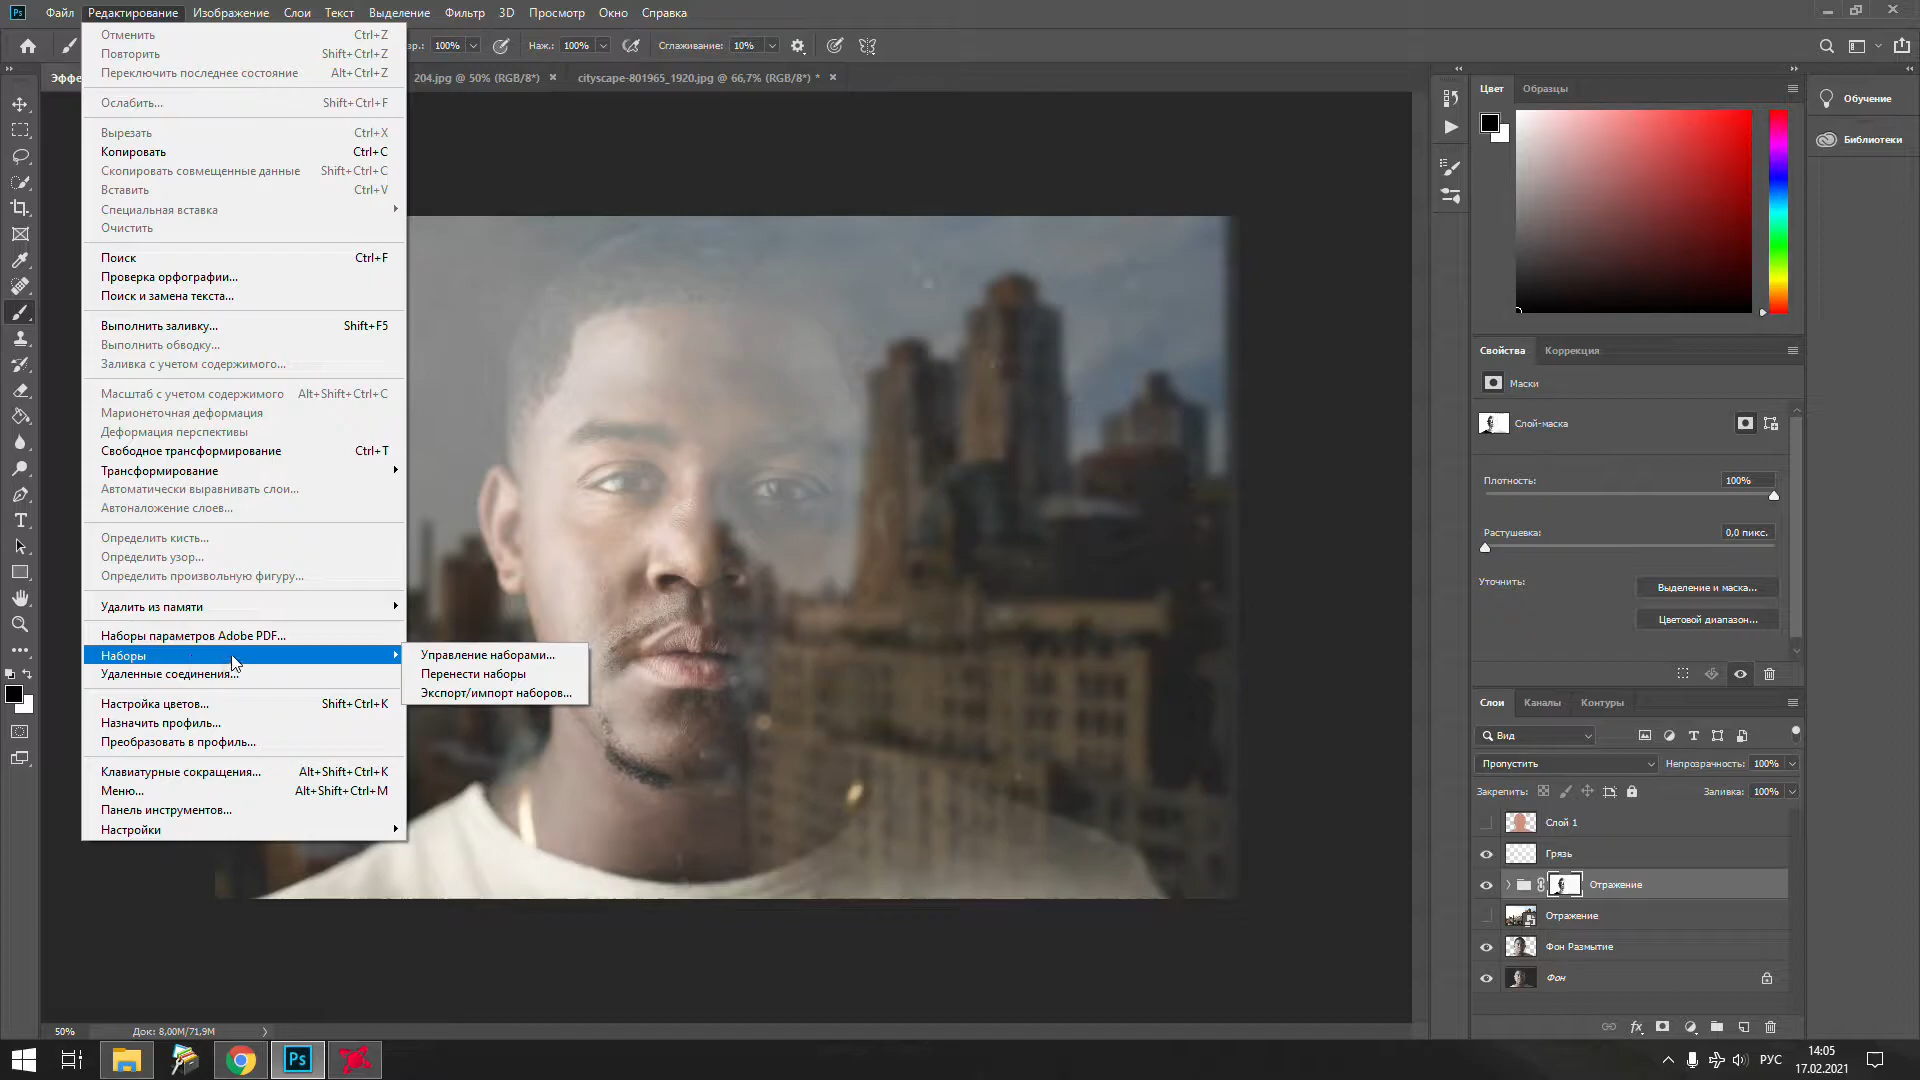 Файл Редактирование Изображение Слои Текст Выделение Фильтр 3D Просмотр Окно Справка
Наж.: 100% Сглаживание: 10%
100%
204.jpg @ 50% (RGB/8*) × cityscape-801965_1920.jpg @ 66,7% (RGB/8*) * ×
Отменить Ctrl+Z
Повторить Shift+Ctrl+Z
Переключить последнее состояние Alt+Ctrl+Z
Ослабить... Shift+Ctrl+F
Вырезать Ctrl+X
Копировать Ctrl+C
Скопировать совмещенные данные Shift+Ctrl+C
Вставить Ctrl+V
Специальная вставка
Очистить
Поиск Ctrl+F
Проверка орфографии...
Поиск и замена текста...
Выполнить заливку... Shift+F5
Выполнить обводку...
Заливка с учетом содержимого...
Масштаб с учетом содержимого Alt+Shift+Ctrl+C
Марионеточная деформация
Деформация перспективы
Свободное трансформирование Ctrl+T
Трансформирование
Автоматически выравнивать слои...
Автоналожение слоев...
Определить кисть...
Определить узор...
Определить произвольную фигуру...
Удалить из памяти
Наборы параметров Adobe PDF...
Наборы
Удаленные соединения...
Настройка цветов... Shift+Ctrl+K
Назначить профиль...
Преобразовать в профиль...
Клавиатурные сокращения... Alt+Shift+Ctrl+K
Меню... Alt+Shift+Ctrl+M
Панель инструментов...
Настройки
Управление наборами...
Перенести наборы
Экспорт/импорт наборов...
Цвет Образцы
Обучение
Библиотеки
Свойства Коррекция
Маски
Слой-маска
Плотность: 100%
Растушевка: 0,0 пикс.
Уточнить: Выделение и маска...
Цветовой диапазон...
Слои Каналы Контуры
Вид
Пропустить Непрозрачность: 100%
Закрепить: Заливка: 100%
Слой 1
Грязь
Отражение
Отражение
Фон Размытие
Фон
fx
50% Док: 8,00M/71,9M
Ps
РУС
14:05
17.02.2021